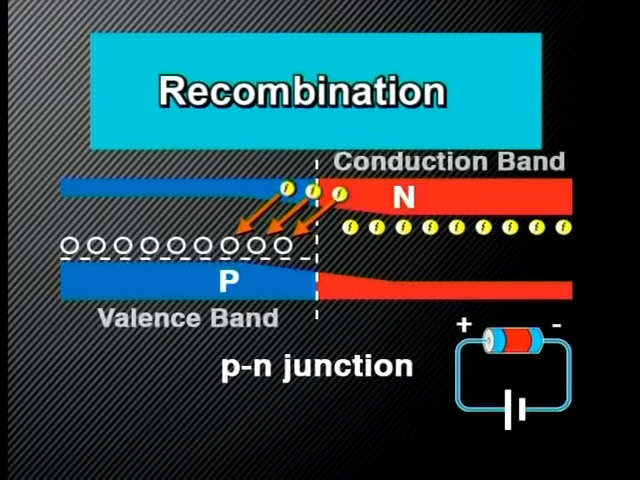 Recombination
Conduction Band
N
P
Valence Band
+ -
p-n junction